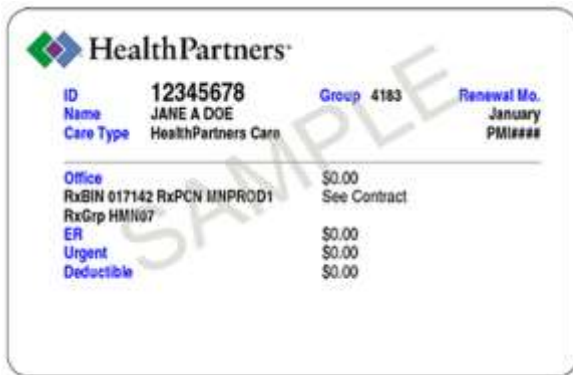 HealthPartners
ID 12345678 Group 4183 Renewal Mo.
Name JANE A DOE January
Care Type HealthPartners Care PMI####
Office $0.00
RxBIN 017142 RxPCN MNPROD1 See Contract
RxGrp HMN07
ER $0.00
Urgent $0.00
Deductible $0.00
SAMPLE